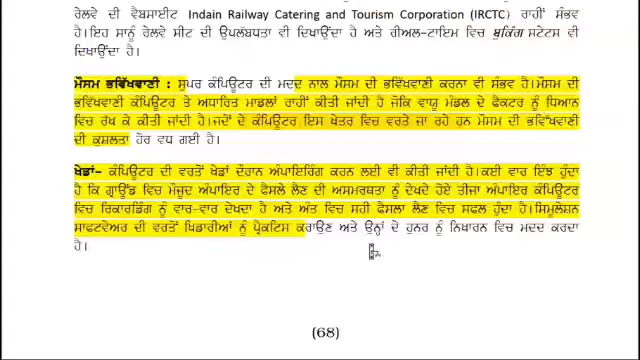 ਰੇਲਵੇ ਦੀ ਵੈਬਸਾਈਟ Indain Railway Catering and Tourism Corporation (IRCTC) ਰਾਹੀਂ ਸੰਭਵ
ਹੈ।ਇਹ ਸਾਨੂੰ ਰੇਲਵੇ ਸੀਟ ਦੀ ਉਪਲੱਬਧਤਾ ਵੀ ਦਿਖਾਉਂਦਾ ਹੈ ਅਤੇ ਰੀਅਲ-ਟਾਇਮ ਵਿਚ ਬੁਕਿੰਗ ਸਟੇਟਸ ਵੀ
ਦਿਖਾਉਂਦਾ ਹੈ।
ਮੌਸਮ ਭਵਿੱਖਵਾਣੀ : ਸੁਪਰ ਕੰਪਿਊਟਰ ਦੀ ਮਦਦ ਨਾਲ ਮੌਸਮ ਦੀ ਭਵਿੱਖਵਾਣੀ ਕਰਨਾ ਵੀ ਸੰਭਵ ਹੈ।ਮੌਸਮ ਦੀ
ਭਵਿੱਖਵਾਣੀ ਕੰਪਿਊਟਰ ਤੇ ਅਧਾਰਿਤ ਮਾਡਲਾਂ ਰਾਹੀਂ ਕੀਤੀ ਜਾਂਦੀ ਹੈ ਜੋਕਿ ਵਾਯੂ ਮੰਡਲ ਦੇ ਫੈਕਟਰ ਨੂੰ ਧਿਆਨ
ਵਿਚ ਰੱਖ ਕੇ ਕੀਤੀ ਜਾਂਦੀ ਹੈ।ਜਦੋਂ ਦੇ ਕੰਪਿਊਟਰ ਇਸ ਖੇਤਰ ਵਿਚ ਵਰਤੇ ਜਾ ਰਹੇ ਹਨ ਮੌਸਮ ਦੀ ਭਵਿੱਖਵਾਣੀ
ਦੀ ਕੁਸ਼ਲਤਾ ਹੋਰ ਵਧ ਗਈ ਹੈ।
ਖੇਡਾਂ- ਕੰਪਿਊਟਰ ਦੀ ਵਰਤੋਂ ਖੇਡਾਂ ਦੌਰਾਨ ਅੰਪਾਇਰਿੰਗ ਕਰਨ ਲਈ ਵੀ ਕੀਤੀ ਜਾਂਦੀ ਹੈ।ਕਈ ਵਾਰ ਇੰਝ ਹੁੰਦਾ
ਹੈ ਕਿ ਗ੍ਰਾਊਂਡ ਵਿਚ ਮੌਜੂਦ ਅੰਪਾਇਰ ਦੇ ਫੈਸਲੇ ਲੈਣ ਦੀ ਅਸਮਰਥਤਾ ਨੂੰ ਦੇਖਦੇ ਹੋਏ ਤੀਜਾ ਅੰਪਾਇਰ ਕੰਪਿਊਟਰ
ਵਿਚ ਰਿਕਾਰਡਿੰਗ ਨੂੰ ਵਾਰ-ਵਾਰ ਦੇਖਦਾ ਹੈ ਅਤੇ ਅੰਤ ਵਿਚ ਸਹੀ ਫੈਸਲਾ ਲੈਣ ਵਿਚ ਸਫਲ ਹੁੰਦਾ ਹੈ।ਸਿਮੂਲੇਸ਼ਨ
ਸਾਫਟਵੇਅਰ ਦੀ ਵਰਤੋਂ ਖਿਡਾਰੀਆਂ ਨੂੰ ਪ੍ਰੈਕਟਿਸ ਕਰਾਉਣ ਅਤੇ ਉਨ੍ਹਾਂ ਦੇ ਹੁਨਰ ਨੂੰ ਨਿਖਾਰਨ ਵਿਚ ਮਦਦ ਕਰਦਾ
ਹੈ।
(68)